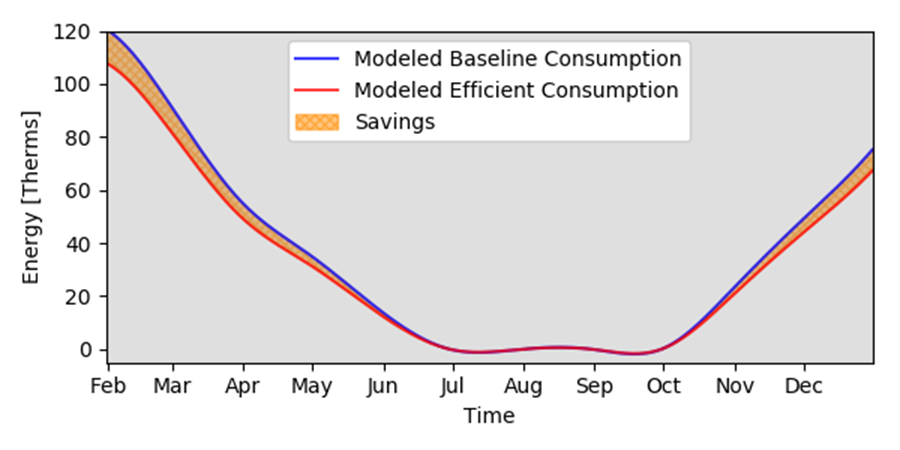 120
Modeled Baseline Consumption
100
Modeled Efficient Consumption
Savings
80
60
40
20
0
Energy [Therms]
Feb Mar Apr May Jun Jul Aug Sep Oct Nov Dec
Time